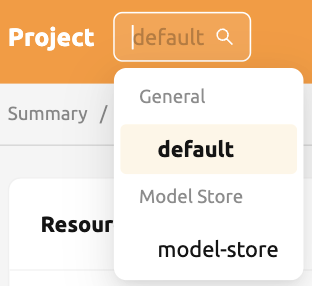 Project default
General
Summary /
default
Model Store
Resour
model-store